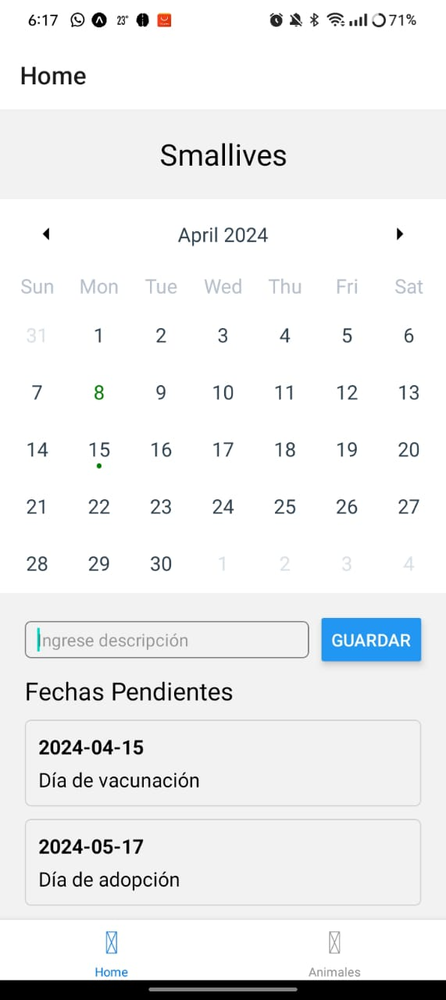 6:17 23° 71%
Home
Smallives
April 2024
Sun Mon Tue Wed Thu Fri Sat
31 1 2 3 4 5 6
7 8 9 10 11 12 13
14 15 16 17 18 19 20
21 22 23 24 25 26 27
28 29 30 1 2 3 4
Ingrese descripción GUARDAR
Fechas Pendientes
2024-04-15
Día de vacunación
2024-05-17
Día de adopción
Home Animales